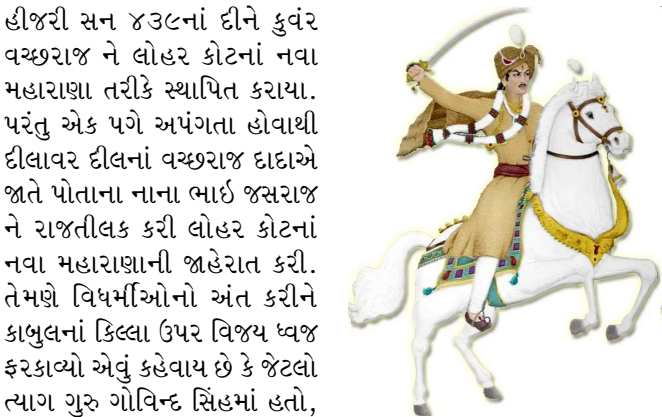 હીજરી સન ૪૩૯નાં દીને કુવંર
વચ્છરાજ ને લોહર કોટનાં નવા
મહારાણા તરીકે સ્થાપિત કરાયા.
પરંતુ એક પગે અપંગતા હોવાથી
દીલાવર દીલનાં વચ્છરાજ દાદાએ
જાતે પોતાના નાના ભાઇ જસરાજ
ને રાજતીલક કરી લોહર કોટનાં
નવા મહારાણાની જાહેરાત કરી.
તેમણે વિધર્મીઓનો અંત કરીને
કાબુલનાં કિલ્લા ઉપર વિજય ધ્વજ
ફરકાવ્યો એવું કહેવાય છે કે જેટલો
ત્યાગ ગુરુ ગોવિન્દ સિંહમાં હતો,